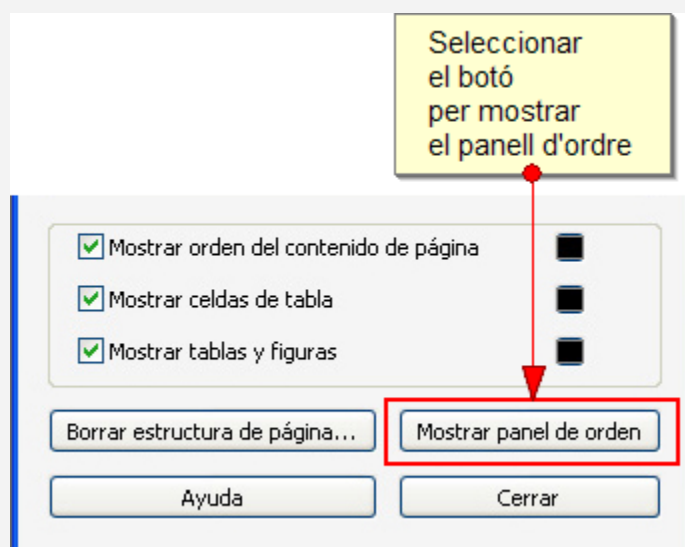 Seleccionar
el botó
per mostrar
el panell d'ordre
Mostrar orden del contenido de página
Mostrar celdas de tabla
Mostrar tablas y figuras
Borrar estructura de página...
Mostrar panel de orden
Ayuda
Cerrar